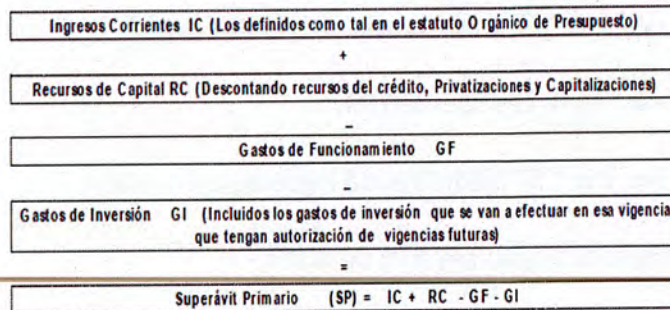 Ingresos Corrientes IC (Los definidos como tal en el estatuto Orgánico de Presupuesto)
+
Recursos de Capital RC (Descontando recursos del crédito, Privatizaciones y Capitalizaciones)
–
Gastos de Funcionamiento GF
–
Gastos de Inversión GI (Incluidos los gastos de inversión que se van a efectuar en esa vigencia
que tengan autorización de vigencias futuras)
=
Superávit Primario (SP) = IC + RC - GF - GI